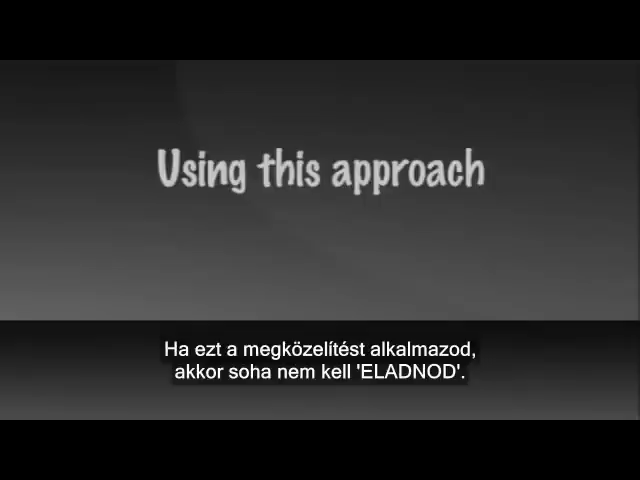 Using this approach
Ha ezt a megközelítést alkalmazod,
akkor soha nem kell 'ELADNOD'.